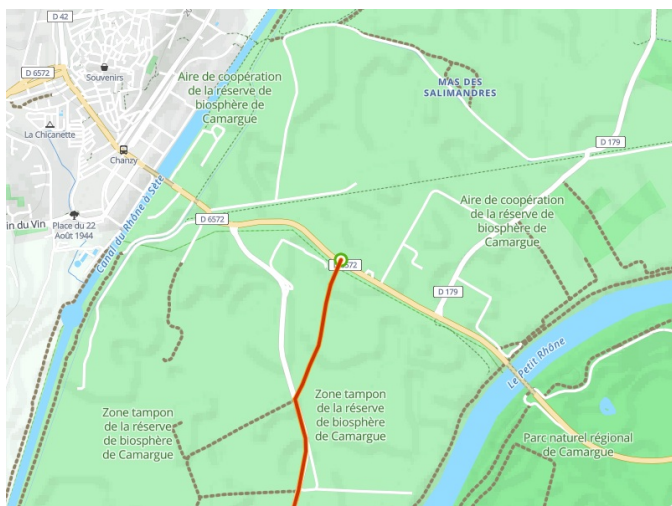 D 42
D 6572
Souvenirs
La Chicanette
Chanzy
in du Vin
Place du 22
Août 1944
Canal du Rhône à Sète
Aire de coopération
de la réserve de
biosphère de
Camargue
MAS DES
SALIMANDRES
D 179
Aire de coopération
de la réserve de
biosphère de
Camargue
D 6572
6572
D 179
Le Petit Rhône
Zone tampon
de la réserve
de biosphère
de Camargue
Zone tampon
de la réserve
de biosphère
de Camargue
Parc naturel régional
de Camargue